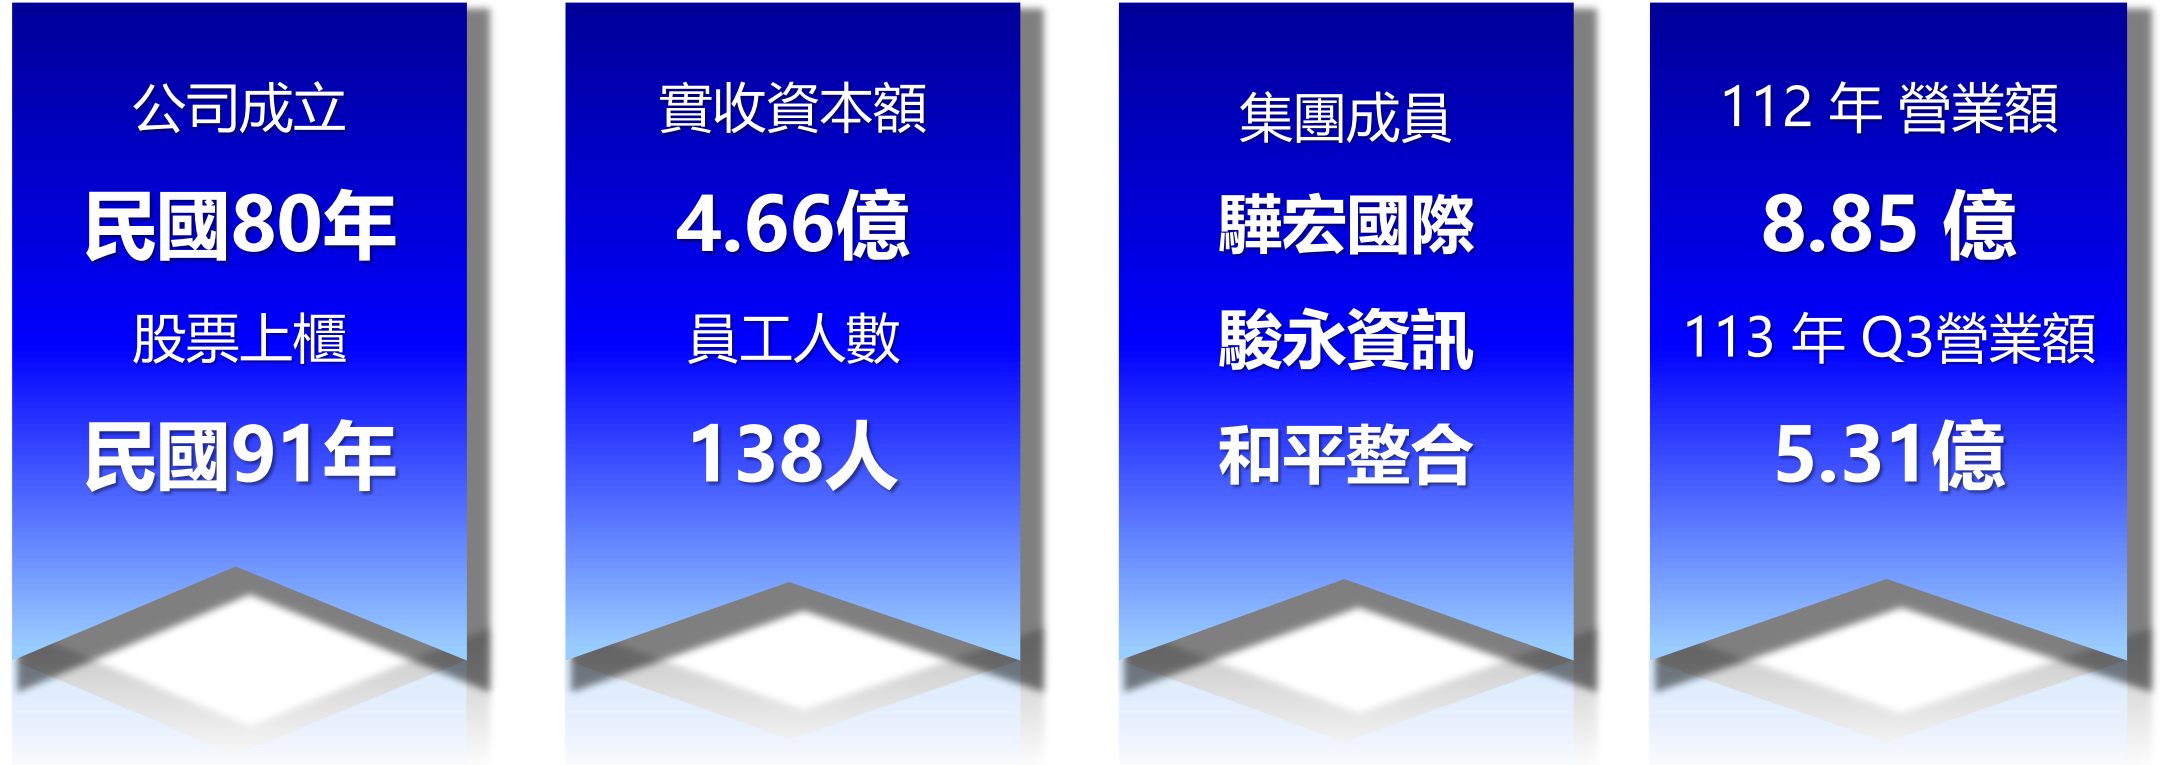 公司成立
民國80年
股票上櫃
民國91年
實收資本額
4.66億
員工人數
138人
集團成員
驊宏國際
駿永資訊
和平整合
112 年 營業額
8.85 億
113 年 Q3營業額
5.31億